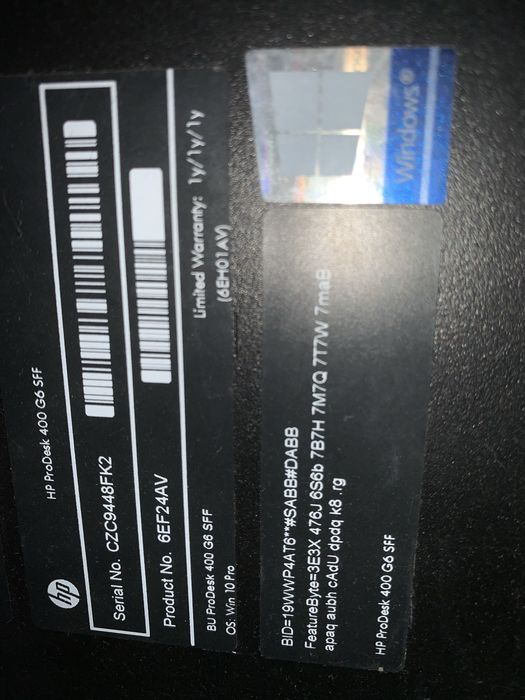 HP ProDesk 400 G6 SFF
hp
Serial No. CZC9448FK2
Product No. 6EF24AV
Limited Warranty: 1y/1y/1y
(6EH01AV)
BU ProDesk 400 G6 SFF
OS: Win 10 Pro
Windows®
BID=19WWP4AT6**#SABB#DABB
FeatureByte=3E3X 476J 6S6b 7B7H 7M7Q 7T7W 7maB
apaq aubh cAdU dpdq k8 .rg
HP ProDesk 400 G6 SFF